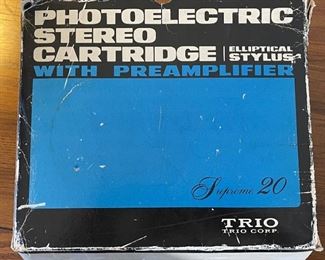 PHOTOELECTRIC
STEREO
CARTRIDGE ELLIPTICAL STYLUS
WITH PREAMPLIFIER
Supreme 20
TRIO
TRIO CORP